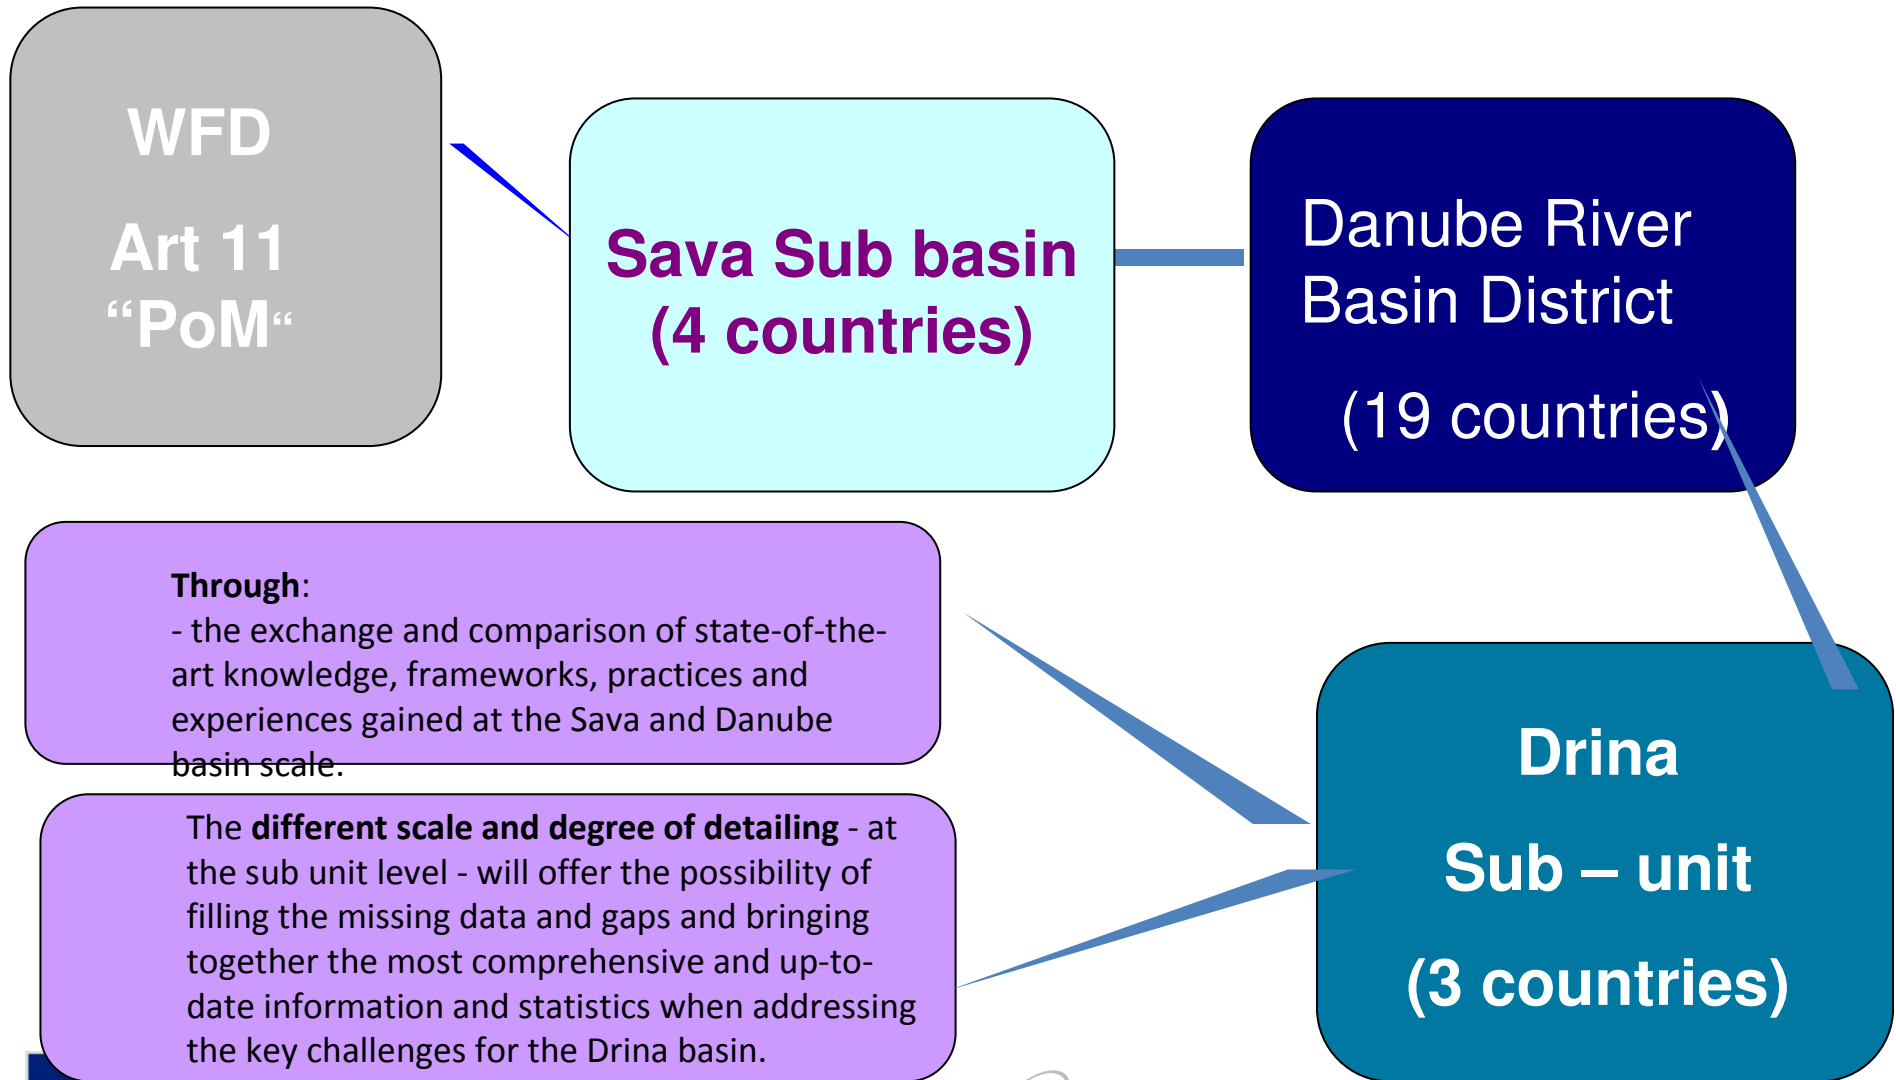 WFD
Art 11
“PoM“
Sava Sub basin
(4 countries)
Danube River
Basin District
(19 countries)
Through:
- the exchange and comparison of state-of-the-
art knowledge, frameworks, practices and
experiences gained at the Sava and Danube
basin scale.
The different scale and degree of detailing - at
the sub unit level - will offer the possibility of
filling the missing data and gaps and bringing
together the most comprehensive and up-to-
date information and statistics when addressing
the key challenges for the Drina basin.
Drina
Sub – unit
(3 countries)